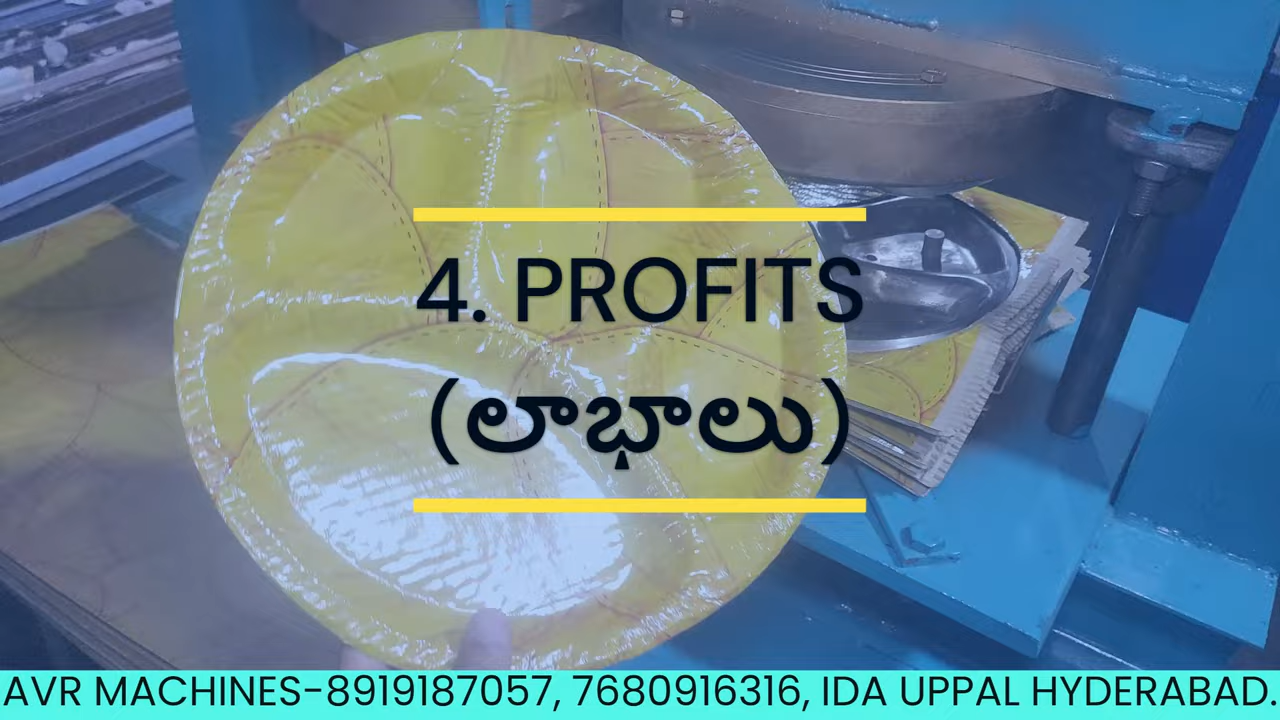 4. PROFITS
(లాభాలు)
AVR MACHINES-8919187057, 7680916316, IDA UPPAL HYDERABAD.